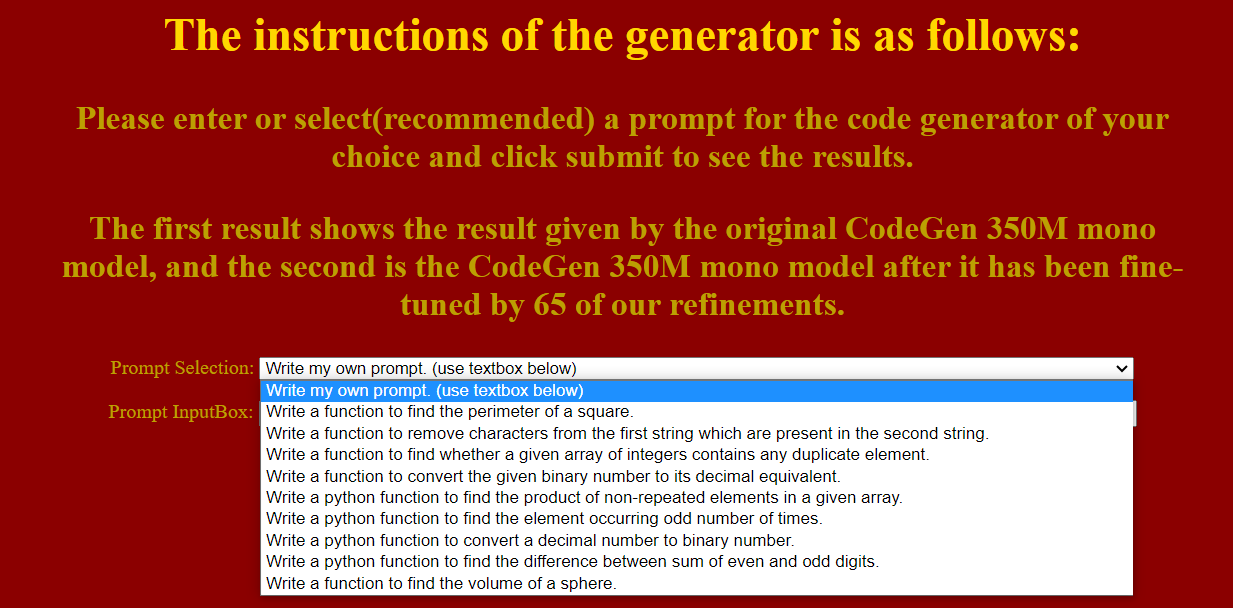 The instructions of the generator is as follows:
Please enter or select(recommended) a prompt for the code generator of your
choice and click submit to see the results.
The first result shows the result given by the original CodeGen 350M mono
model, and the second is the CodeGen 350M mono model after it has been fine-
tuned by 65 of our refinements.
Prompt Selection: Write my own prompt. (use textbox below)
Write my own prompt. (use textbox below)
Prompt InputBox: Write a function to find the perimeter of a square.
Write a function to remove characters from the first string which are present in the second string.
Write a function to find whether a given array of integers contains any duplicate element.
Write a function to convert the given binary number to its decimal equivalent.
Write a python function to find the product of non-repeated elements in a given array.
Write a python function to find the element occurring odd number of times.
Write a python function to convert a decimal number to binary number.
Write a python function to find the difference between sum of even and odd digits.
Write a function to find the volume of a sphere.